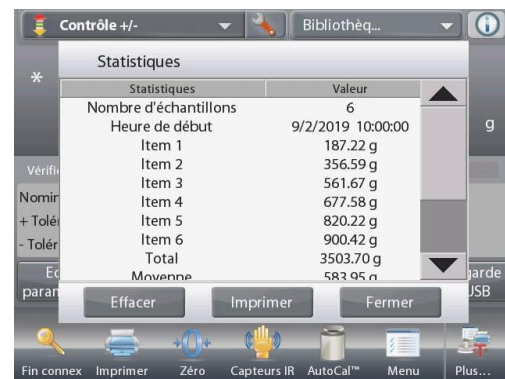 Contrôle +/- Bibliothèq...
Statistiques
*
Statistiques Valeur
Nombre d'échantillons 6
Heure de début 9/2/2019 10:00:00
g
Item 1 187.22 g
Item 2 356.59 g
Vérifi
Item 3 561.67 g
Nomin
Item 4 677.58 g
+ Tolér
Item 5 820.22 g
- Tolér
Item 6 900.42 g
Total 3503.70 g
Moyenne 583.95 g
Ed
param
garde
USB
Effacer Imprimer Fermer
Fin connex Imprimer Zéro Capteurs IR AutoCal™ Menu Plus...